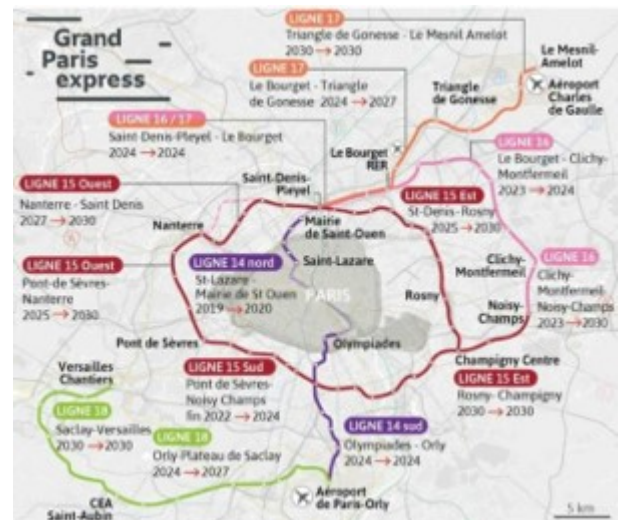 Grand
Paris
express
LIGNE 17
Triangle de Gonesse - Le Mesnil Amelot
2030 → 2030
LIGNE 17
Le Bourget - Triangle
de Gonesse 2024 → 2027
Le Mesnil-
Amelot
Aéroport
Charles
de Gaulle
Triangle
de Gonesse
LIGNE 16 / 17
Saint-Denis-Pleyel - Le Bourget
2024 → 2024
Le Bourget
RER
LIGNE 16
Le Bourget - Clichy-
Montfermeil
2023 → 2024
LIGNE 15 Ouest
Nanterre - Saint Denis
2027 → 2030
Saint-Denis-
Pleyel
LIGNE 15 Est
St-Denis-Rosny
2025 → 2030
Nanterre
Mairie
de Saint-Ouen
LIGNE 15 Ouest
Pont-de-Sèvres-
Nanterre
2025 → 2030
LIGNE 14 nord
St-Lazare -
Mairie de St Ouen
2019 → 2020
Saint-Lazare
PARIS
Clichy-
Montfermeil
LIGNE 16
Clichy-
Montfermeil-
Noisy-Champs
2023 → 2030
Rosny
Noisy-
Champs
Pont de Sèvres
Olympiades
Versailles
Chantiers
LIGNE 15 Sud
Pont de Sèvres-
Noisy Champs
fin 2022 → 2024
Champigny Centre
LIGNE 15 Est
Rosny- Champigny
2030 → 2030
LIGNE 18
Saclay-Versailles
2030 → 2030
LIGNE 18
Orly-Plateau de Saclay
2024 → 2027
LIGNE 14 sud
Olympiades - Orly
2024 → 2024
Aéroport
de Paris-Orly
CEA
Saint-Aubin
5 km